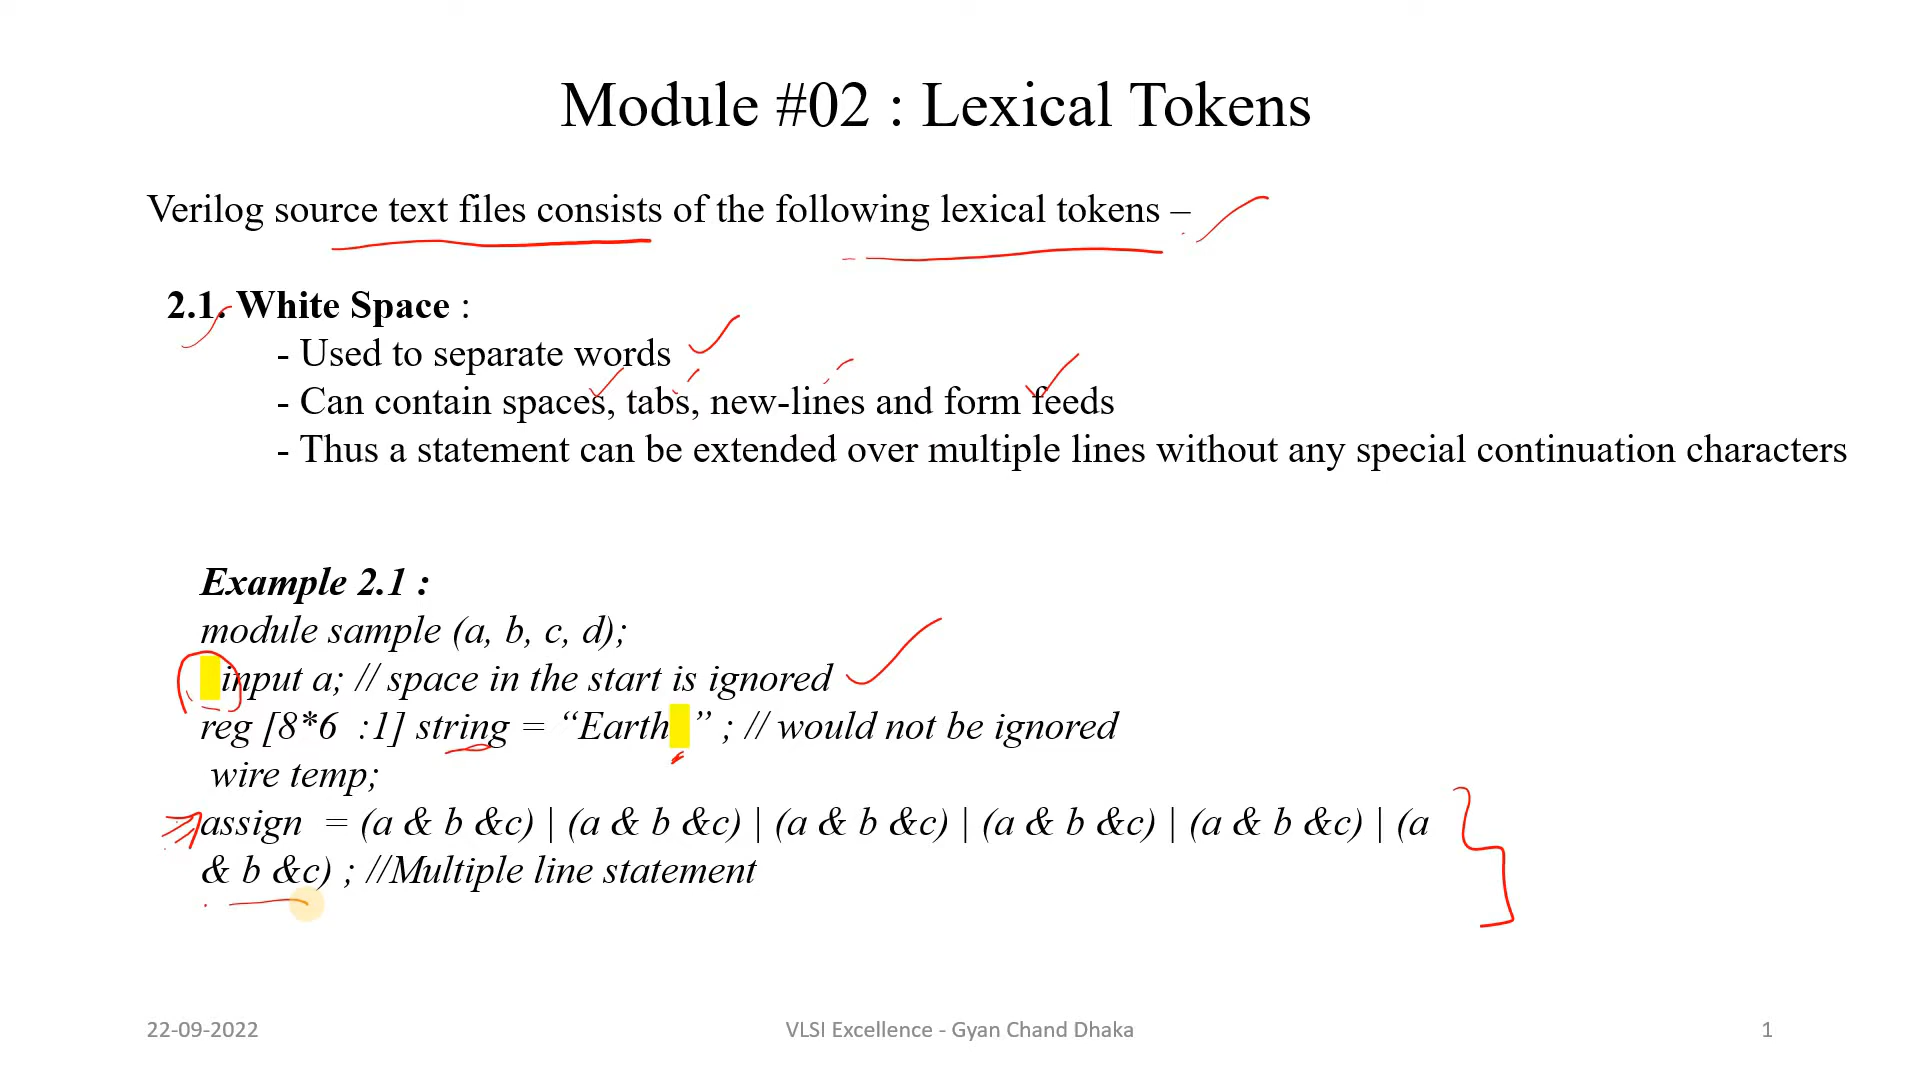 Module #02 : Lexical Tokens
Verilog source text files consists of the following lexical tokens –
2.1. White Space :
- Used to separate words
- Can contain spaces, tabs, new-lines and form feeds
- Thus a statement can be extended over multiple lines without any special continuation characters
Example 2.1 :
module sample (a, b, c, d);
input a; // space in the start is ignored
reg [8*6  :1] string = “Earth ” ; // would not be ignored
wire temp;
assign  = (a & b &c) | (a & b &c) | (a & b &c) | (a & b &c) | (a & b &c) | (a
& b &c) ; //Multiple line statement
22-09-2022
VLSI Excellence - Gyan Chand Dhaka
1